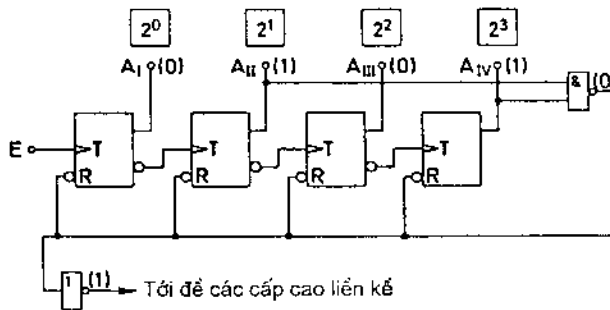 2⁰ 2¹ 2² 2³
A_I (0) A_II (1) A_III (0) A_IV (1)
& (0
E T T T T
R R R R
1 (1) Tới đề các cấp cao liền kề